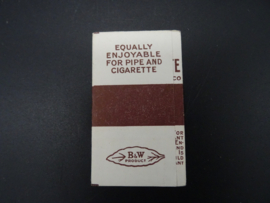 EQUALLY
ENJOYABLE
FOR PIPE AND
CIGARETTE
B&W
PRODUCT